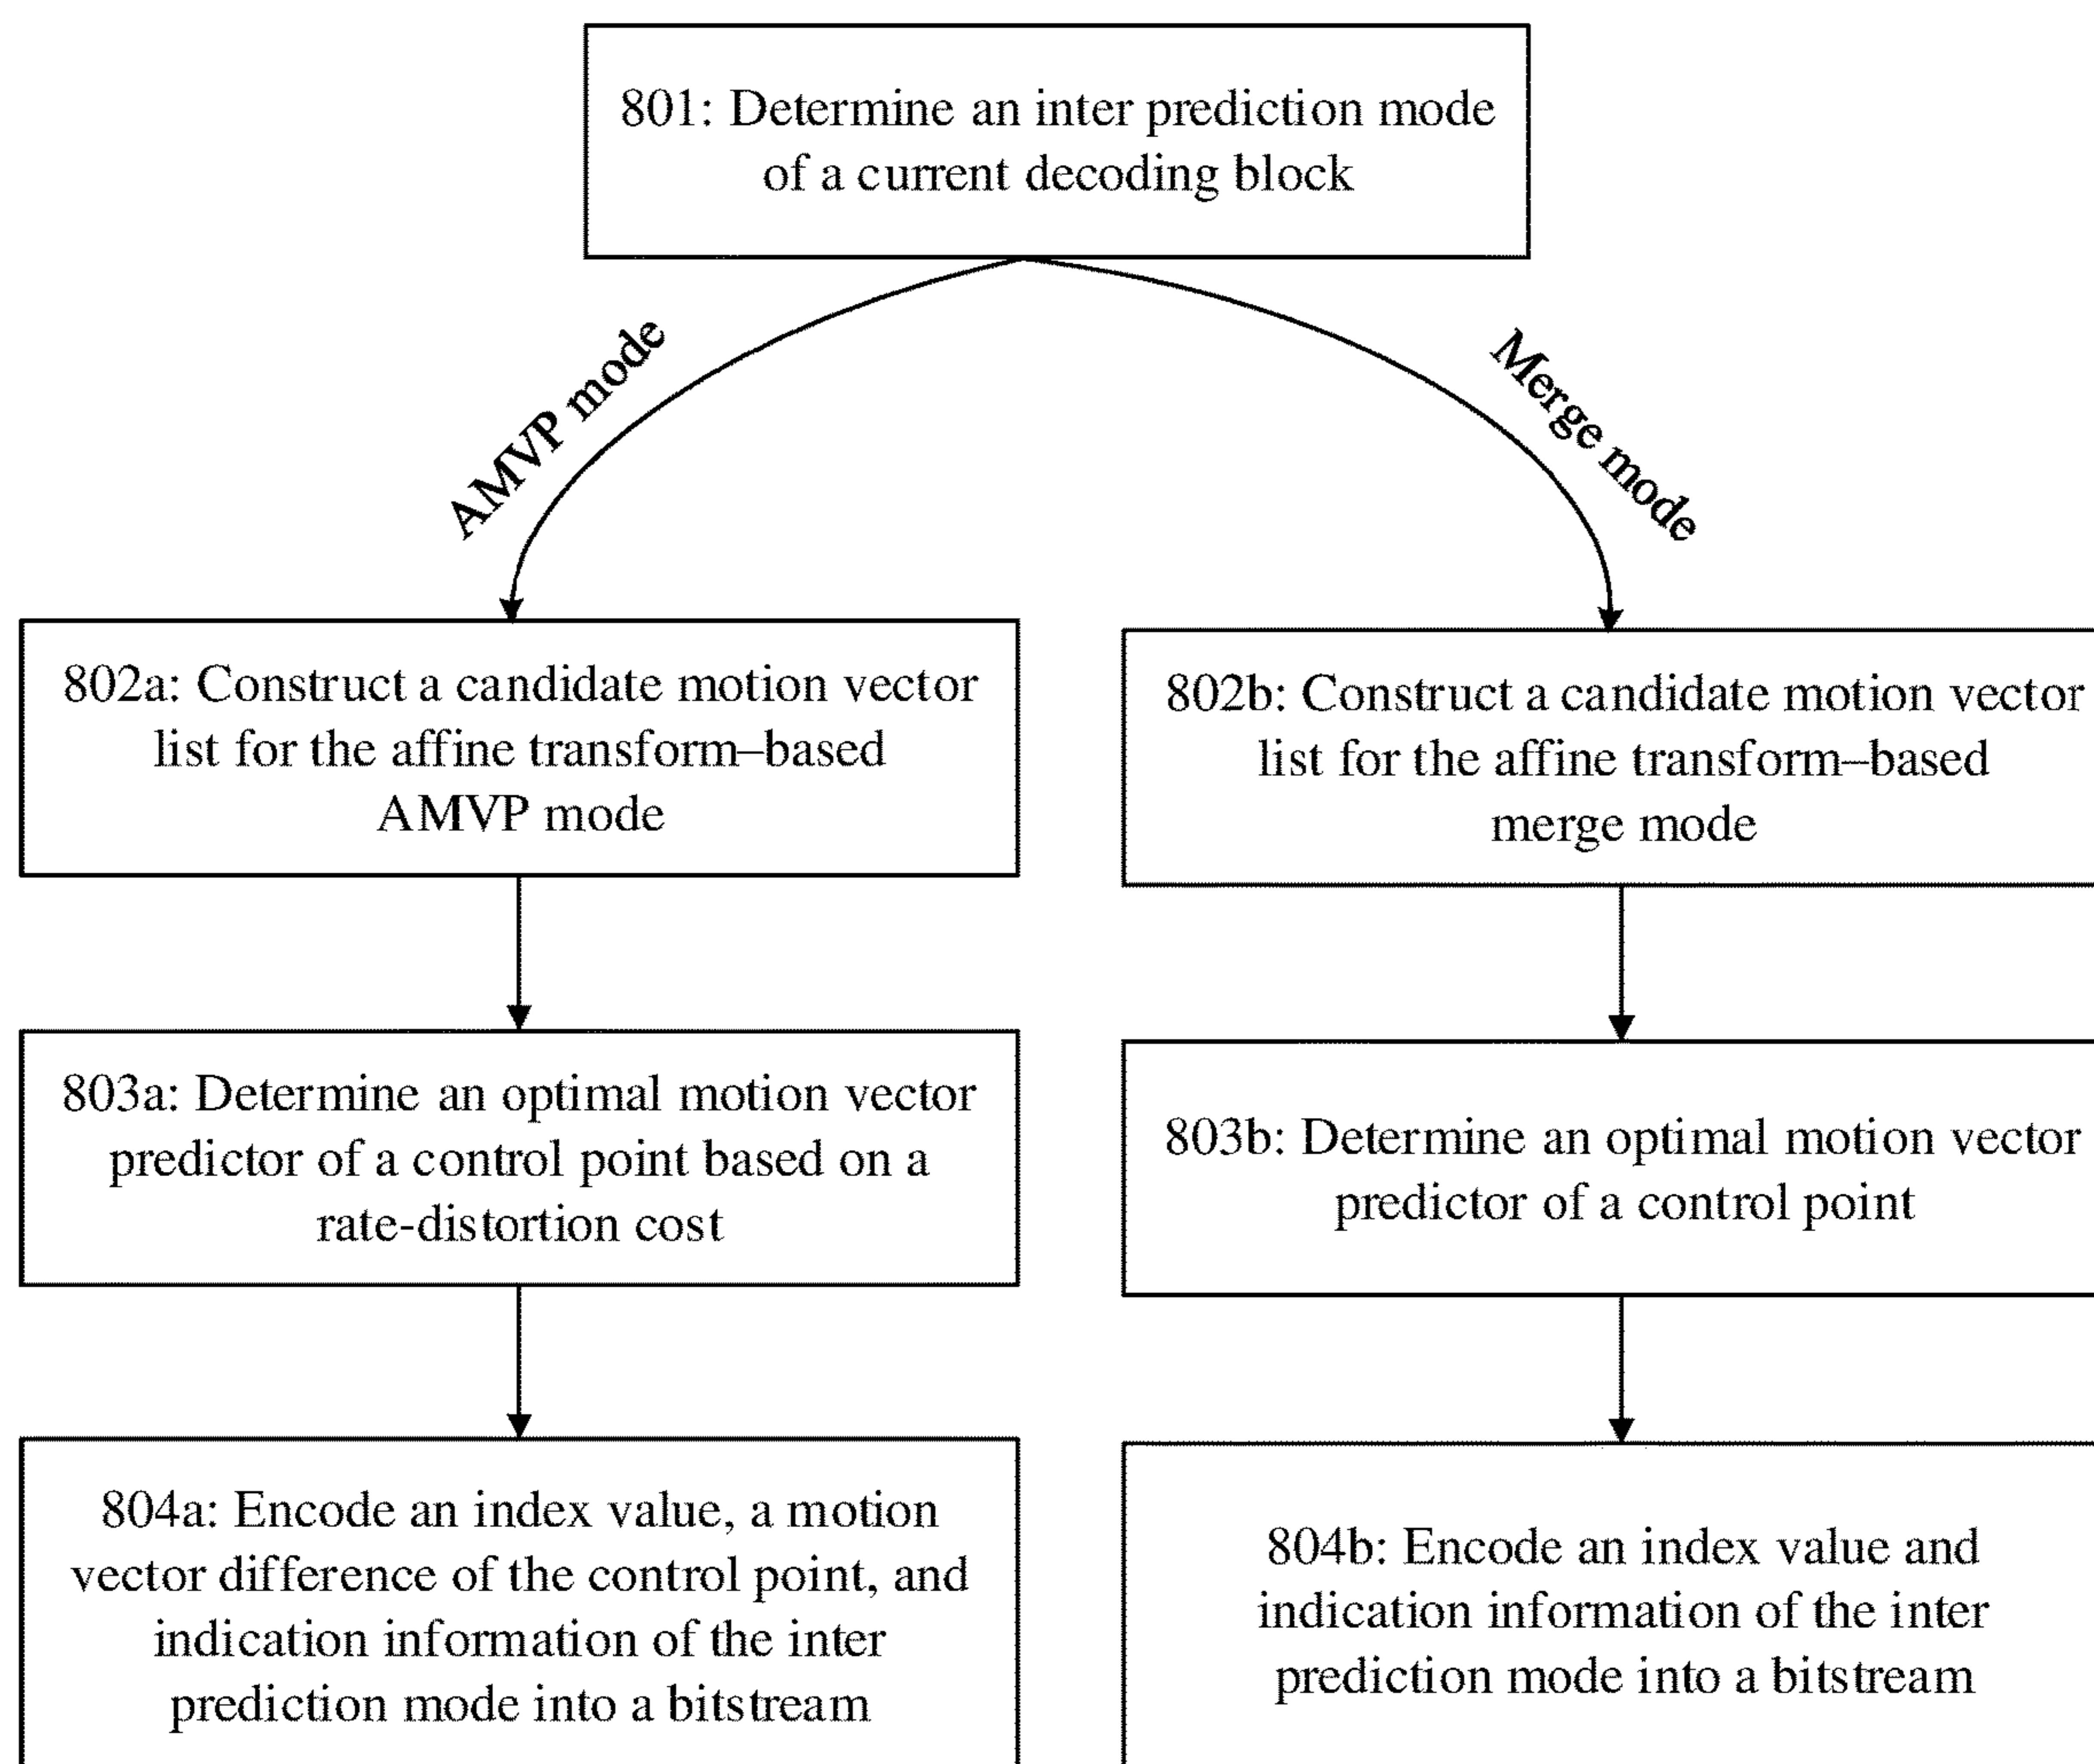 801: Determine an inter prediction mode
of a current decoding block
AMVP mode
Merge mode
802a: Construct a candidate motion vector
list for the affine transform–based
AMVP mode
802b: Construct a candidate motion vector
list for the affine transform–based
merge mode
803a: Determine an optimal motion vector
predictor of a control point based on a
rate-distortion cost
803b: Determine an optimal motion vector
predictor of a control point
804a: Encode an index value, a motion
vector difference of the control point, and
indication information of the inter
prediction mode into a bitstream
804b: Encode an index value and
indication information of the inter
prediction mode into a bitstream